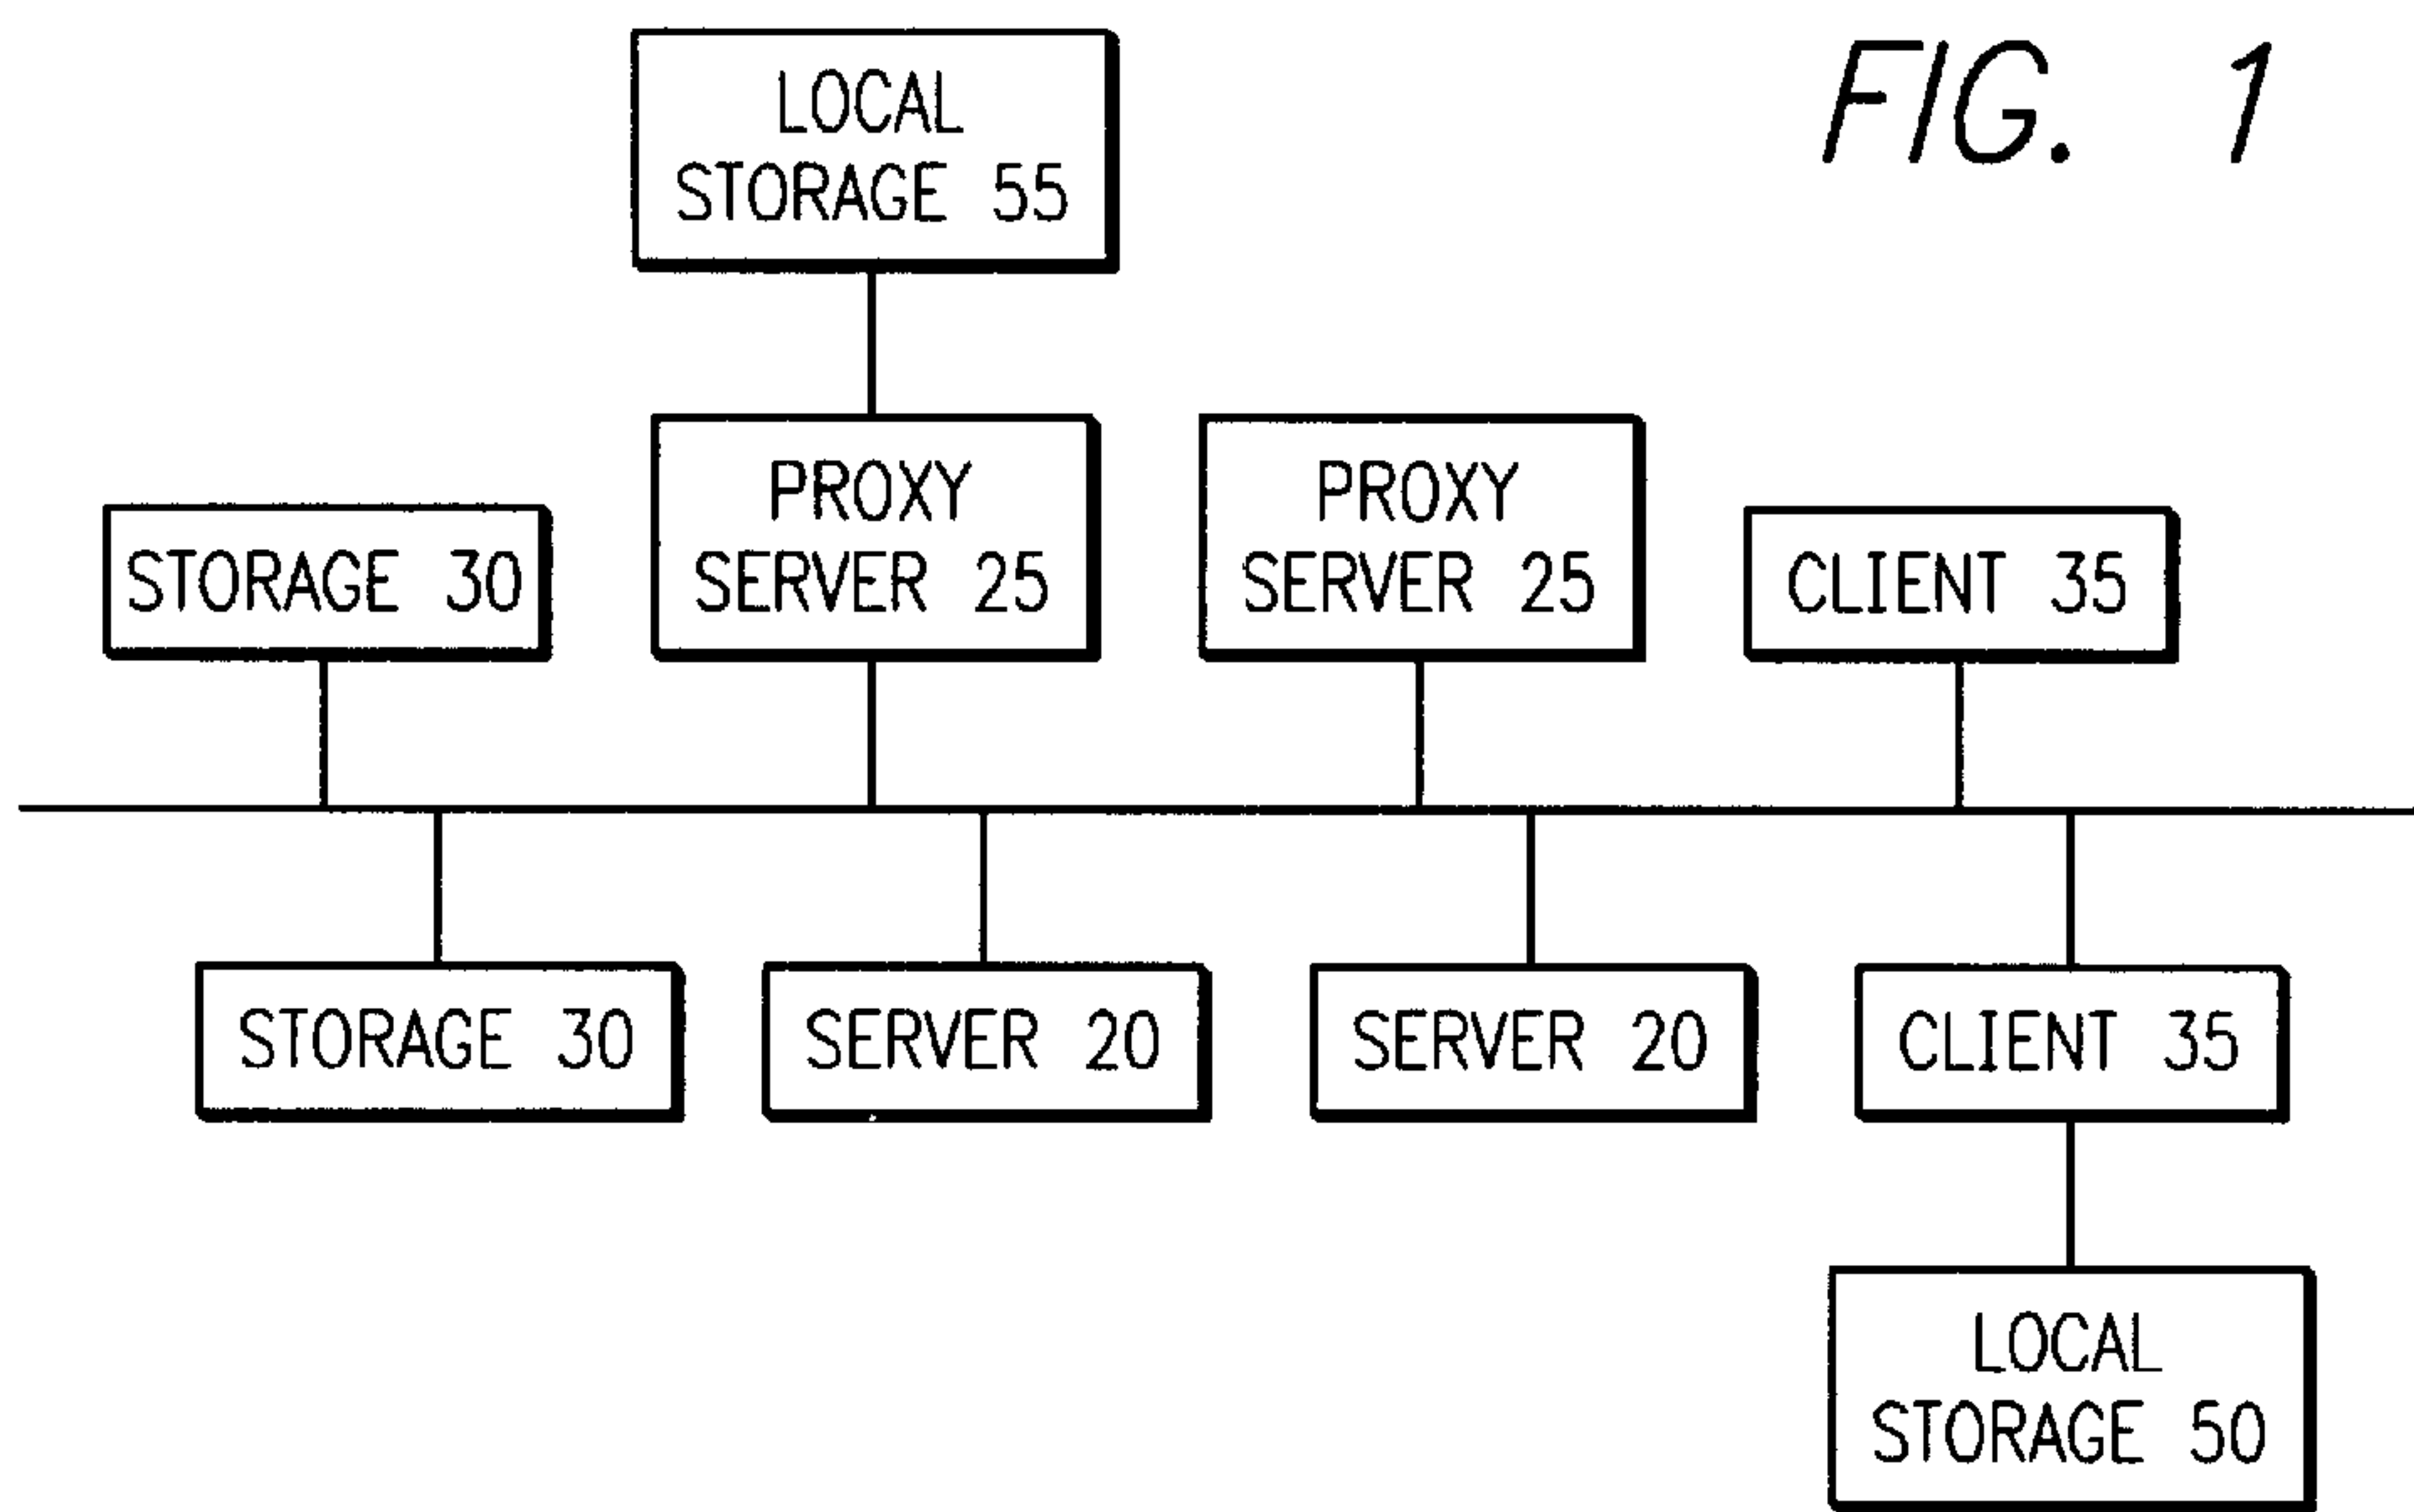 FIG. 1
LOCAL
STORAGE 55
PROXY
SERVER 25
PROXY
SERVER 25
STORAGE 30
CLIENT 35
STORAGE 30
SERVER 20
SERVER 20
CLIENT 35
LOCAL
STORAGE 50